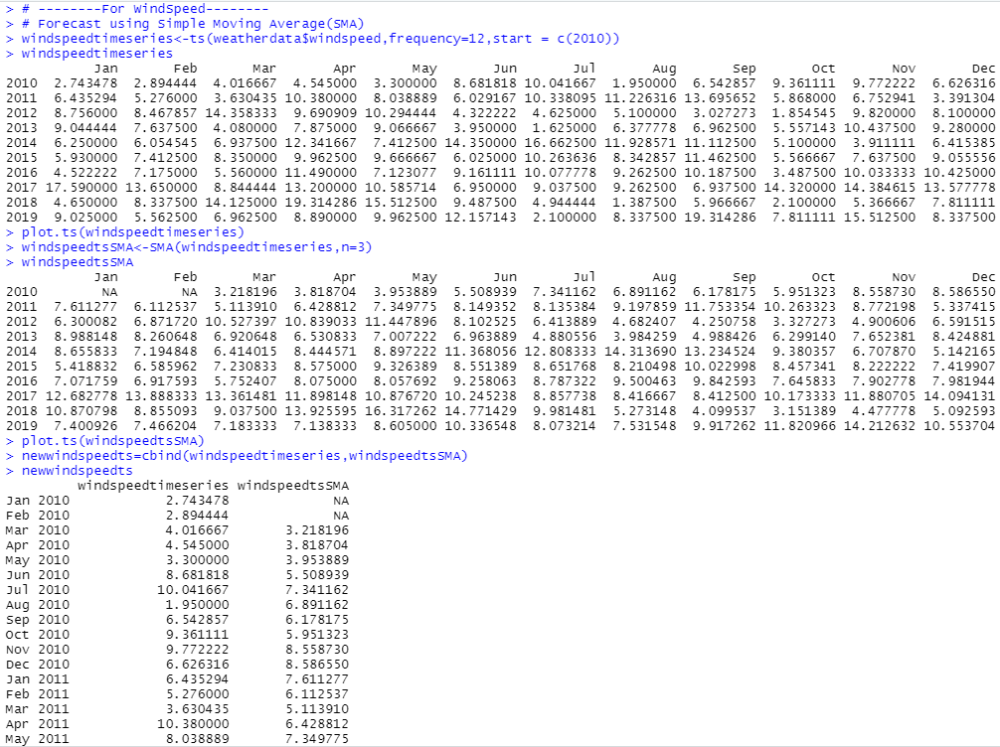 > # --------For WindSpeed--------
> # Forecast using Simple Moving Average(SMA)
> windspeedtimeseries<-ts(weatherdata$windspeed,frequency=12,start = c(2010))
> windspeedtimeseries
Jan Feb Mar Apr May Jun Jul Aug Sep Oct Nov Dec
2010 2.743478 2.894444 4.016667 4.545000 3.300000 8.681818 10.041667 1.950000 6.542857 9.361111 9.772222 6.626316
2011 6.435294 5.276000 3.630435 10.380000 8.038889 6.029167 10.338095 11.226316 13.695652 5.868000 6.752941 3.391304
2012 8.756000 8.467857 14.358333 9.690909 10.294444 4.322222 4.625000 5.100000 3.027273 1.854545 9.820000 8.100000
2013 9.044444 7.637500 4.080000 7.875000 9.066667 3.950000 1.625000 6.377778 6.962500 5.557143 10.437500 9.280000
2014 6.250000 6.054545 6.937500 12.341667 7.412500 14.350000 16.662500 11.928571 11.112500 5.100000 3.911111 6.415385
2015 5.930000 7.412500 8.350000 9.962500 9.666667 6.025000 10.263636 8.342857 11.462500 5.566667 7.637500 9.055556
2016 4.522222 7.175000 5.560000 11.490000 7.123077 9.161111 10.077778 9.262500 10.187500 3.487500 10.033333 10.425000
2017 17.590000 13.650000 8.844444 13.200000 10.585714 6.950000 9.037500 9.262500 6.937500 14.320000 14.384615 13.577778
2018 4.650000 8.337500 14.125000 19.314286 15.512500 9.487500 4.944444 1.387500 5.966667 2.100000 5.366667 7.811111
2019 9.025000 5.562500 6.962500 8.890000 9.962500 12.157143 2.100000 8.337500 19.314286 7.811111 15.512500 8.337500
> plot.ts(windspeedtimeseries)
> windspeedtsSMA<-SMA(windspeedtimeseries,n=3)
> windspeedtsSMA
Jan Feb Mar Apr May Jun Jul Aug Sep Oct Nov Dec
2010 NA NA 3.218196 3.818704 3.953889 5.508939 7.341162 6.891162 6.178175 5.951323 8.558730 8.586550
2011 7.611277 6.112537 5.113910 6.428812 7.349775 8.149352 8.135384 9.197859 11.753354 10.263323 8.772198 5.337415
2012 6.300082 6.871720 10.527397 10.839033 11.447896 8.102525 6.413889 4.682407 4.250758 3.327273 4.900606 6.591515
2013 8.988148 8.260648 6.920648 6.530833 7.007222 6.963889 4.880556 3.984259 4.988426 6.299140 7.652381 8.424881
2014 8.655833 7.194848 6.414015 8.444571 8.897222 11.368056 12.808333 14.313690 13.234524 9.380357 6.707870 5.142165
2015 5.418832 6.585962 7.230833 8.575000 9.326389 8.551389 8.651768 8.210498 10.022998 8.457341 8.222222 7.419907
2016 7.071759 6.917593 5.752407 8.075000 8.057692 9.258063 8.787322 9.500463 9.842593 7.645833 7.902778 7.981944
2017 12.682778 13.888333 13.361481 11.898148 10.876720 10.245238 8.857738 8.416667 8.412500 10.173333 11.880705 14.094131
2018 10.870798 8.855093 9.037500 13.925595 16.317262 14.771429 9.981481 5.273148 4.099537 3.151389 4.477778 5.092593
2019 7.400926 7.466204 7.183333 7.138333 8.605000 10.336548 8.073214 7.531548 9.917262 11.820966 14.212632 10.553704
> plot.ts(windspeedtsSMA)
> newwindspeedts=cbind(windspeedtimeseries,windspeedtsSMA)
> newwindspeedts
windspeedtimeseries windspeedtsSMA
Jan 2010 2.743478 NA
Feb 2010 2.894444 NA
Mar 2010 4.016667 3.218196
Apr 2010 4.545000 3.818704
May 2010 3.300000 3.953889
Jun 2010 8.681818 5.508939
Jul 2010 10.041667 7.341162
Aug 2010 1.950000 6.891162
Sep 2010 6.542857 6.178175
Oct 2010 9.361111 5.951323
Nov 2010 9.772222 8.558730
Dec 2010 6.626316 8.586550
Jan 2011 6.435294 7.611277
Feb 2011 5.276000 6.112537
Mar 2011 3.630435 5.113910
Apr 2011 10.380000 6.428812
May 2011 8.038889 7.349775